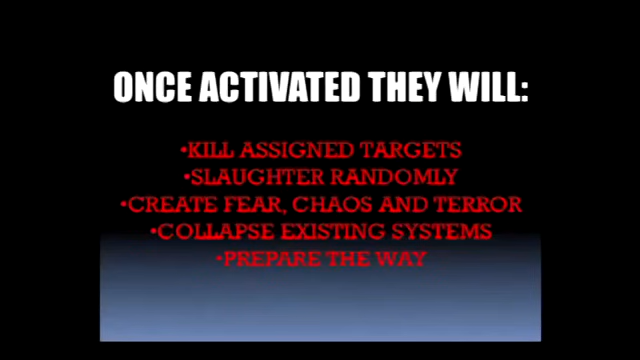 ONCE ACTIVATED THEY WILL:
•KILL ASSIGNED TARGETS
•SLAUGHTER RANDOMLY
•CREATE FEAR, CHAOS AND TERROR
•COLLAPSE EXISTING SYSTEMS
•PREPARE THE WAY